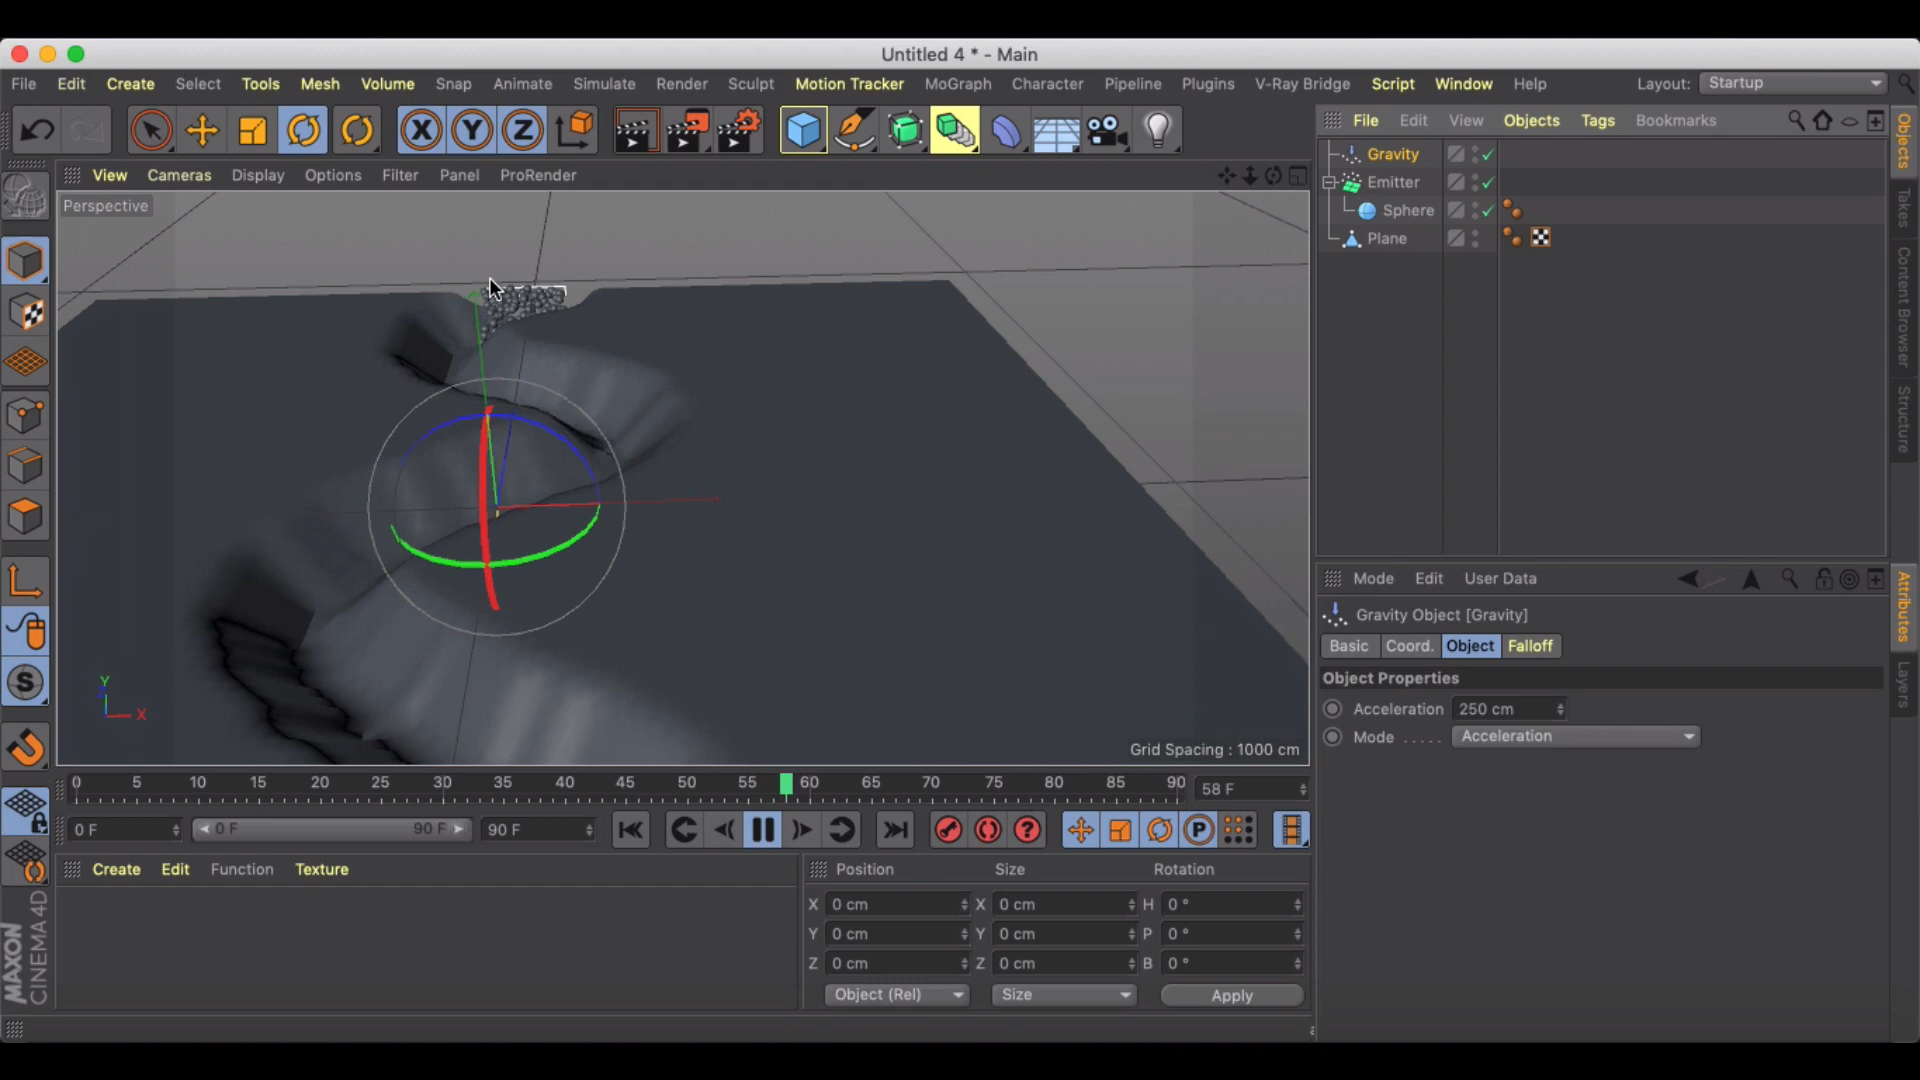 Untitled 4 * - Main
File Edit Create Select Tools Mesh Volume Snap Animate Simulate Render Sculpt Motion Tracker MoGraph Character Pipeline Plugins V-Ray Bridge Script Window Help Layout: Startup
X Y Z
File Edit View Objects Tags Bookmarks
View Cameras Display Options Filter Panel ProRender
Perspective
Gravity
Emitter
Sphere
Plane
Objects
Takes
Content Browser
Structure
Y
X
Grid Spacing : 1000 cm
Mode Edit User Data
Gravity Object [Gravity]
Basic Coord. Object Falloff
Object Properties
Acceleration 250 cm
Mode ..... Acceleration
Attributes
Layers
S
0 5 10 15 20 25 30 35 40 45 50 55 60 65 70 75 80 85 90 58 F
0 F 0 F 90 F 90 F
? P
Create Edit Function Texture
Position Size Rotation
X 0 cm X 0 cm H 0 °
Y 0 cm Y 0 cm P 0 °
Z 0 cm Z 0 cm B 0 °
Object (Rel) Size Apply
MAXON
CINEMA 4D